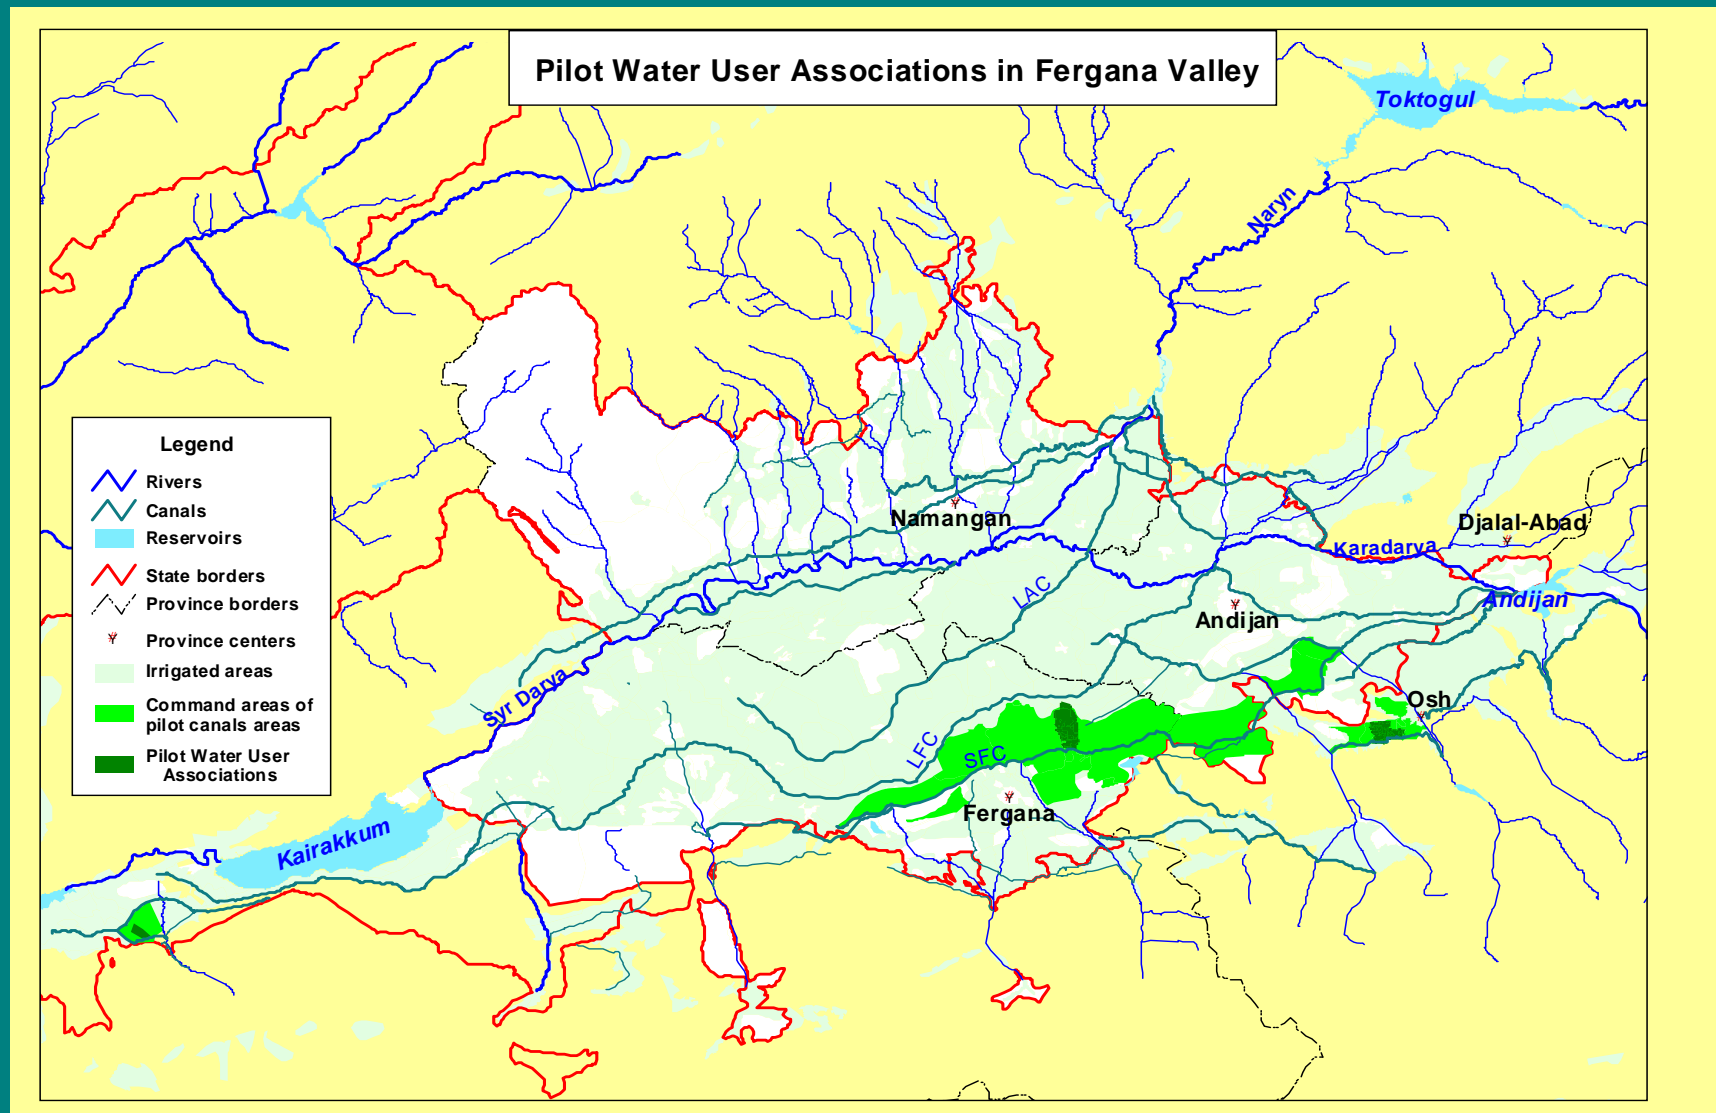 Pilot Water User Associations in Fergana Valley
Toktogul
Naryn
Legend
Rivers
Canals
Reservoirs
State borders
Province borders
Province centers
Irrigated areas
Command areas of
pilot canals areas
Pilot Water User
Associations
Namangan
Djalal-Abad
Karadarya
LAC
Andijan
Andijan
Syr Darya
Osh
LFC
SFC
Fergana
Kairakkum